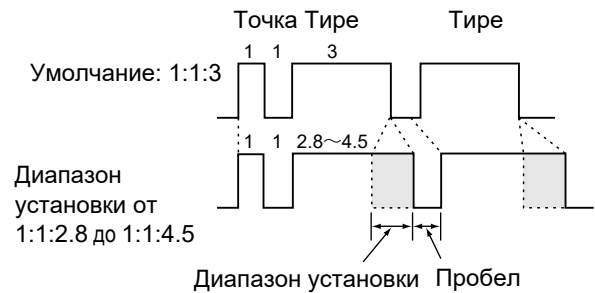 Точка Тире Тире
1 1 3
Умолчание: 1:1:3
1 1 2.8～4.5
Диапазон
установки от
1:1:2.8 до 1:1:4.5
Диапазон установки Пробел